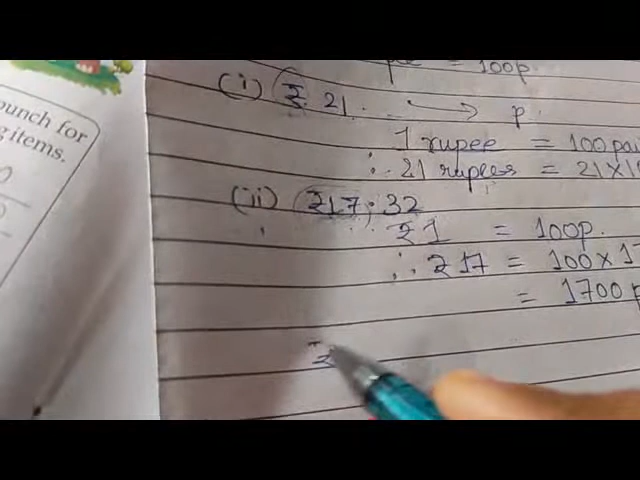 unch for
g items.
= 100p.
(i) ₹ 21 → p.
1 rupee = 100 pai
∴ 21 rupees = 21×1
(ii) ₹17.32
₹1 = 100p.
∴ ₹17 = 100×17
= 1700 p
₹